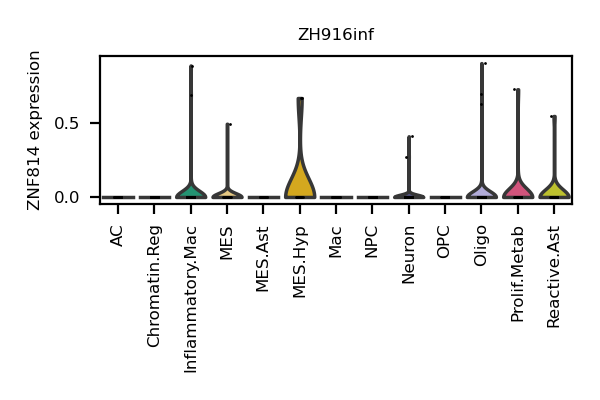 ZH916inf
ZNF814 expression
0.5
0.0
AC
Chromatin.Reg
Inflammatory.Mac
MES
MES.Ast
MES.Hyp
Mac
NPC
Neuron
OPC
Oligo
Prolif.Metab
Reactive.Ast